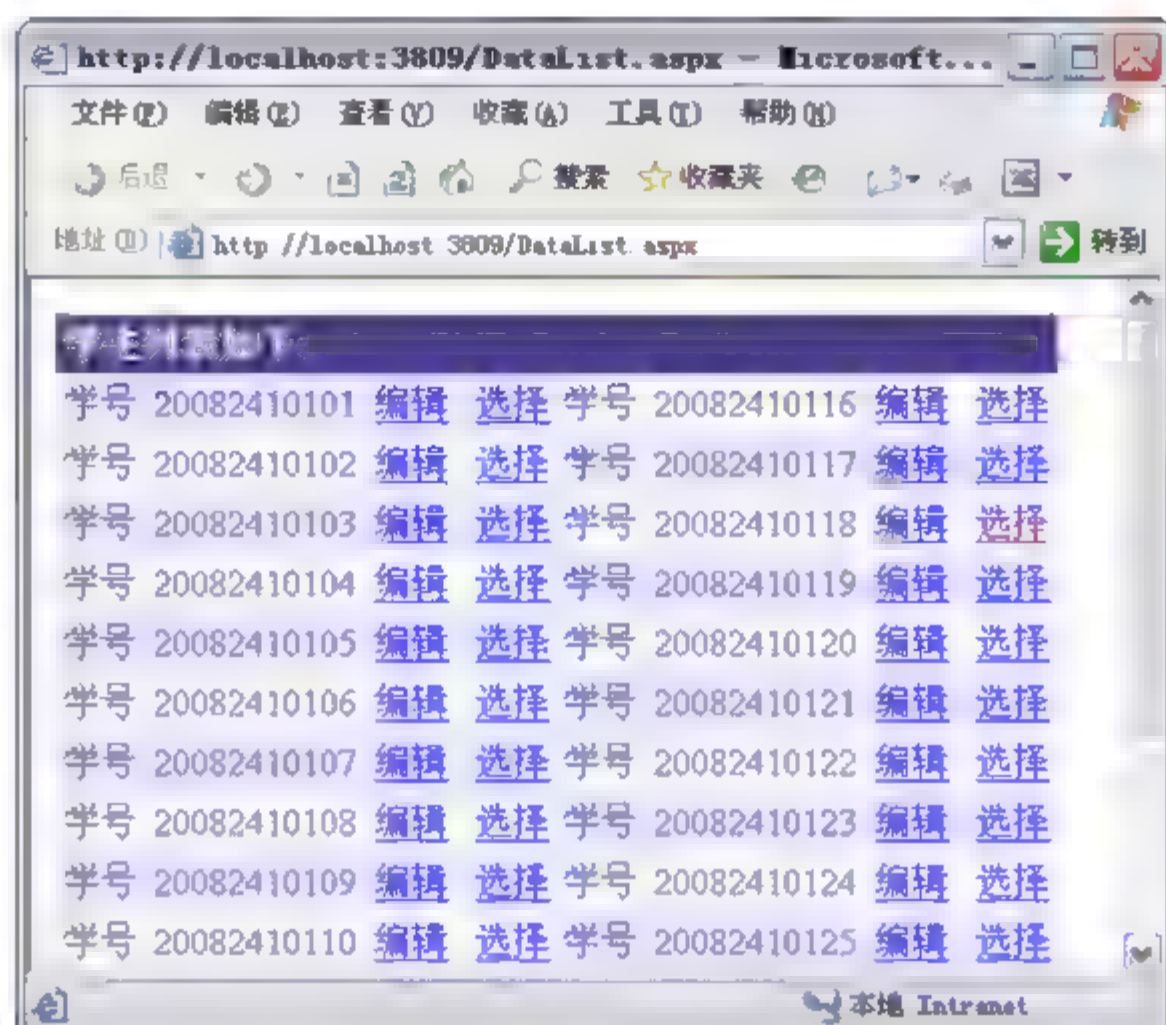 http://localhost:3809/DataList.aspx - Microsoft...
文件(F) 编辑(E) 查看(V) 收藏(A) 工具(T) 帮助(H)
后退 搜索 收藏夹
地址(D) http //localhost 3809/DataList aspx 转到
学号 20082410101 编辑 选择 学号 20082410116 编辑 选择
学号 20082410102 编辑 选择 学号 20082410117 编辑 选择
学号 20082410103 编辑 选择 学号 20082410118 编辑 选择
学号 20082410104 编辑 选择 学号 20082410119 编辑 选择
学号 20082410105 编辑 选择 学号 20082410120 编辑 选择
学号 20082410106 编辑 选择 学号 20082410121 编辑 选择
学号 20082410107 编辑 选择 学号 20082410122 编辑 选择
学号 20082410108 编辑 选择 学号 20082410123 编辑 选择
学号 20082410109 编辑 选择 学号 20082410124 编辑 选择
学号 20082410110 编辑 选择 学号 20082410125 编辑 选择
本地 Intranet